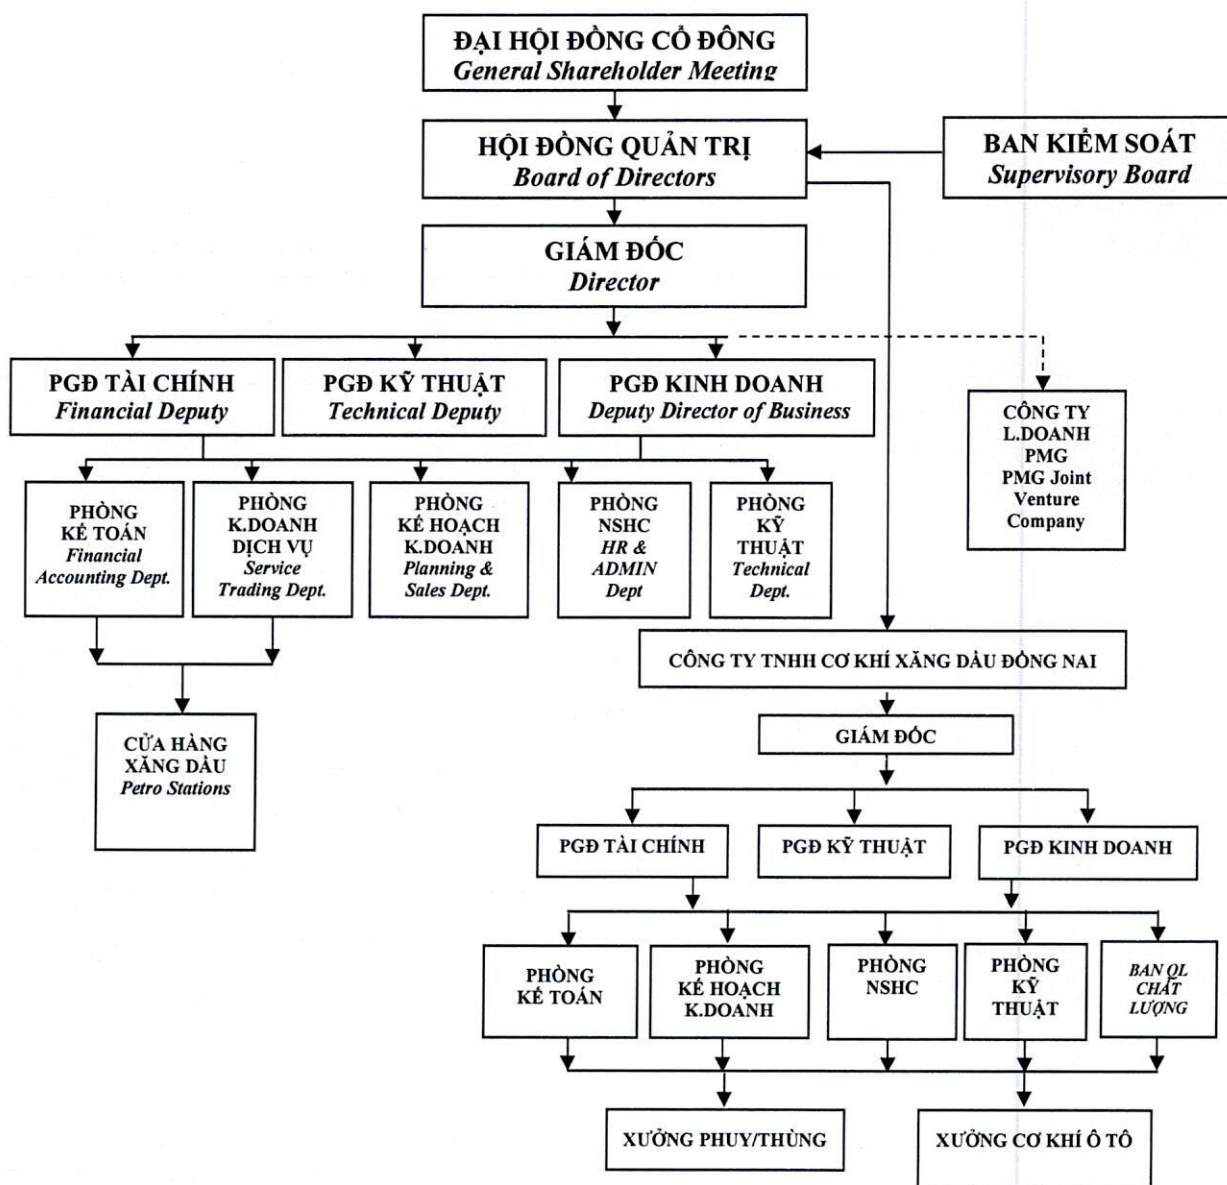 ĐẠI HỘI ĐỒNG CỔ ĐÔNG
General Shareholder Meeting
HỘI ĐỒNG QUẢN TRỊ
Board of Directors
BAN KIỂM SOÁT
Supervisory Board
GIÁM ĐỐC
Director
PGĐ TÀI CHÍNH
Financial Deputy
PGĐ KỸ THUẬT
Technical Deputy
PGĐ KINH DOANH
Deputy Director of Business
CÔNG TY
L.DOANH
PMG
PMG Joint
Venture
Company
PHÒNG
KẾ TOÁN
Financial
Accounting Dept.
PHÒNG
K.DOANH
DỊCH VỤ
Service
Trading Dept.
PHÒNG
KẾ HOẠCH
K.DOANH
Planning &
Sales Dept.
PHÒNG
NSHC
HR &
ADMIN
Dept
PHÒNG
KỸ
THUẬT
Technical
Dept.
CÔNG TY TNHH CƠ KHÍ XĂNG DẦU ĐỒNG NAI
CỬA HÀNG
XĂNG DẦU
Petro Stations
GIÁM ĐỐC
PGĐ TÀI CHÍNH
PGĐ KỸ THUẬT
PGĐ KINH DOANH
PHÒNG
KẾ TOÁN
PHÒNG
KẾ HOẠCH
K.DOANH
PHÒNG
NSHC
PHÒNG
KỸ
THUẬT
BAN QL
CHẤT
LƯỢNG
XƯỞNG PHUY/THÙNG
XƯỞNG CƠ KHÍ Ô TÔ